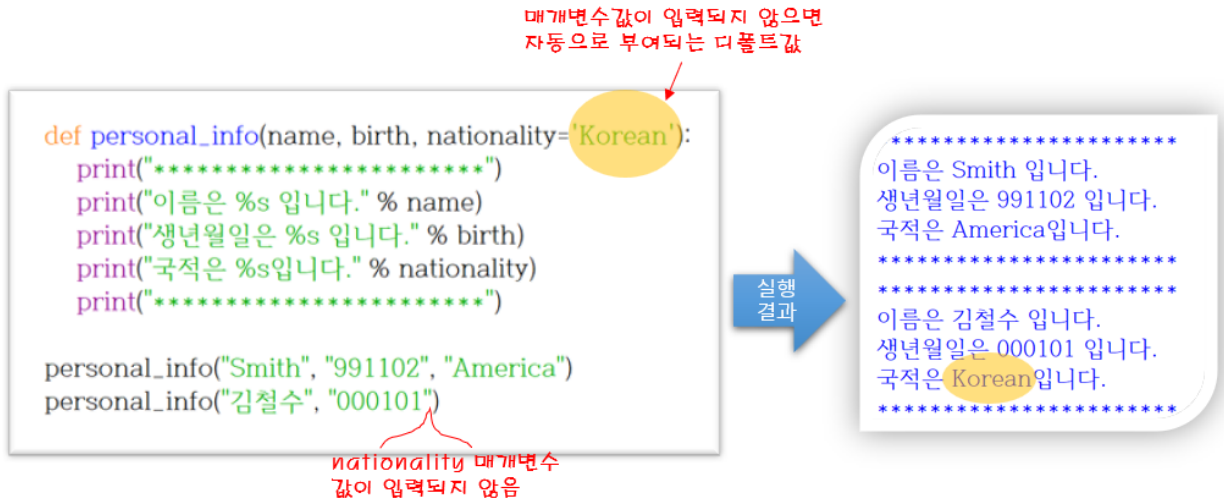 매개변수값이 입력되지 않으면
자동으로 부여되는 디폴트값
def personal_info(name, birth, nationality='Korean'):
print("***********************")
print("이름은 %s 입니다." % name)
print("생년월일은 %s 입니다." % birth)
print("국적은 %s입니다." % nationality)
print("***********************")
personal_info("Smith", "991102", "America")
personal_info("김철수", "000101")
nationality 매개변수
값이 입력되지 않음
실행
결과
***********************
이름은 Smith 입니다.
생년월일은 991102 입니다.
국적은 America입니다.
***********************
***********************
이름은 김철수 입니다.
생년월일은 000101 입니다.
국적은 Korean입니다.
***********************